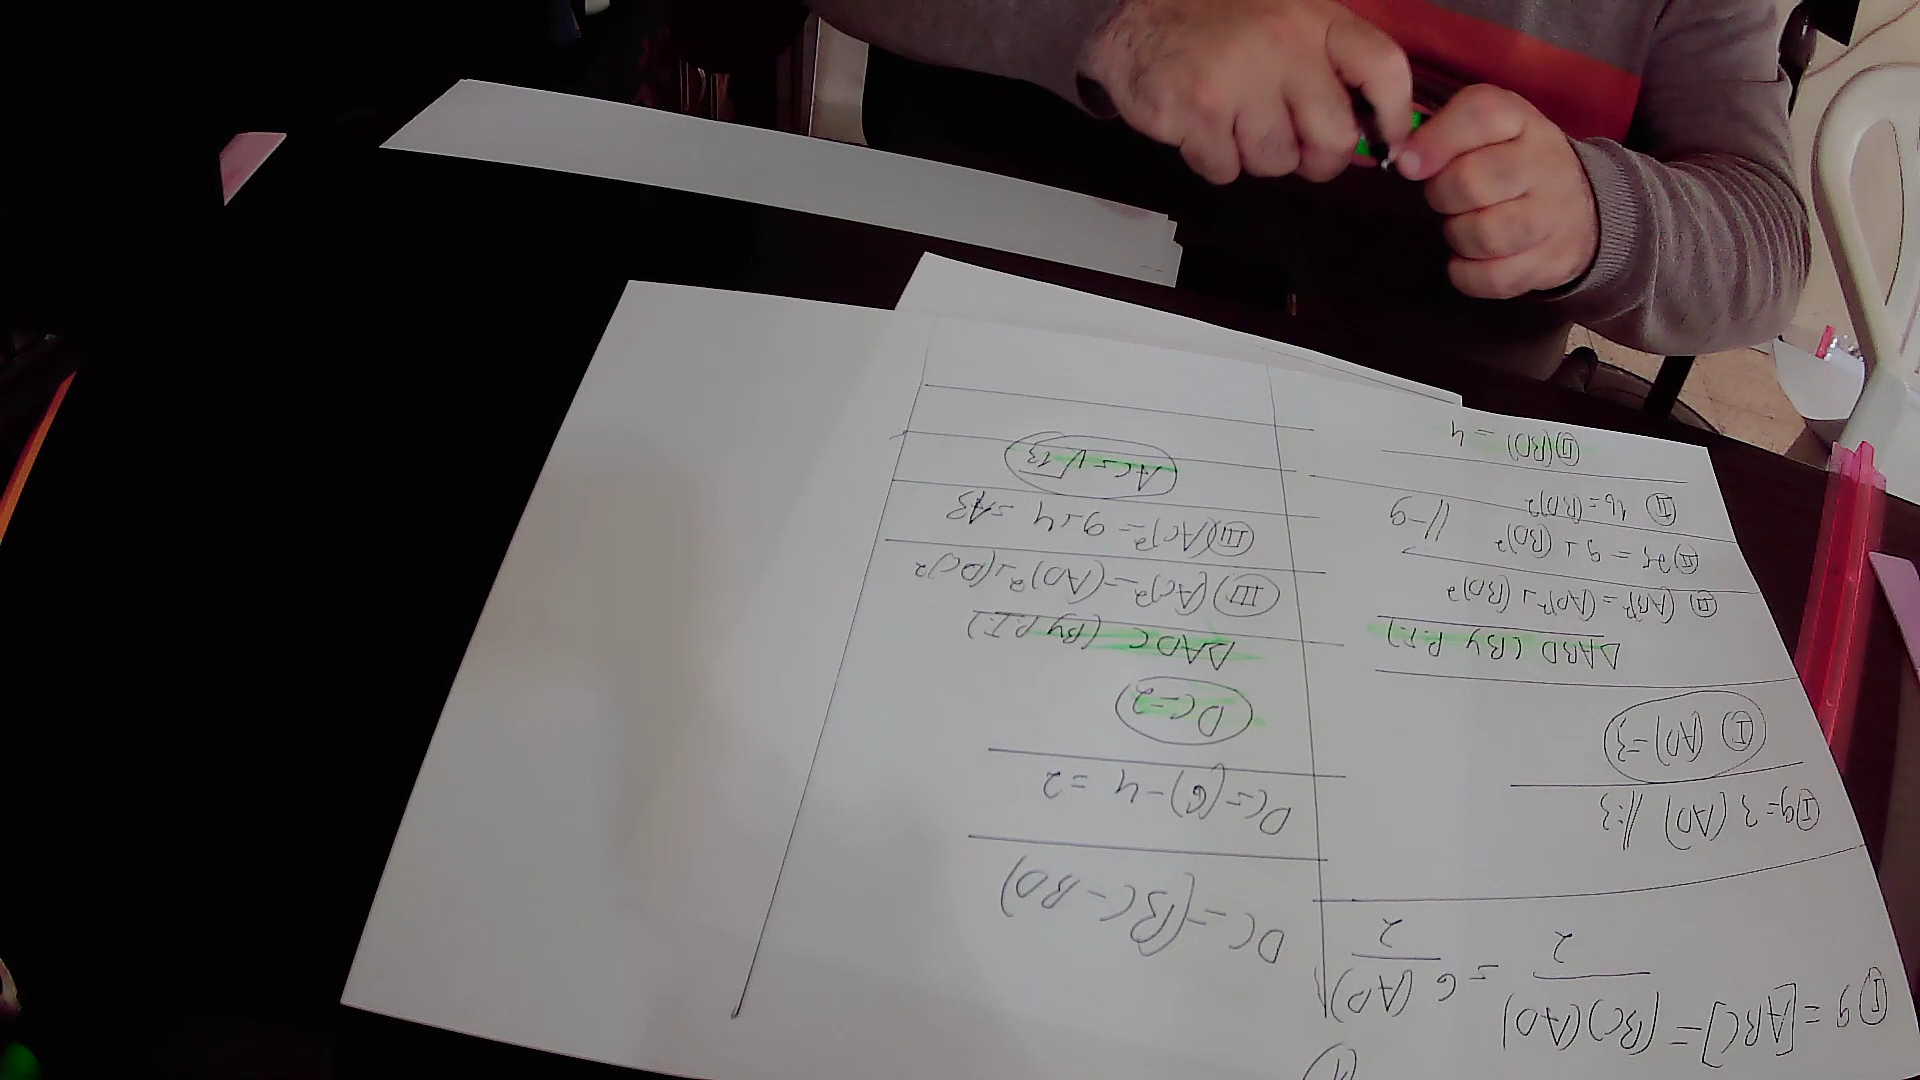 ①
Ⓘ 9 = [ABC] = (BC)(AD) / 2 = 6(AD) / 2
Ⓘ 9 = 3(AD) //:3
Ⓘ (AD) = 3
ΔABD (By P.T:)
Ⓘ (AB)² = (AD)² + (BD)²
Ⓘ 25 = 9 + (BD)² //-9
Ⓘ 16 = (BD)²
Ⓘ (BD) = 4
DC = (BC - BD)
DC = (6) - 4 = 2
DC = 2
ΔADC (By P.T:)
Ⓘ (AC)² = (AD)² + (DC)²
Ⓘ (AC)² = 9 + 4 = 13
AC = √13